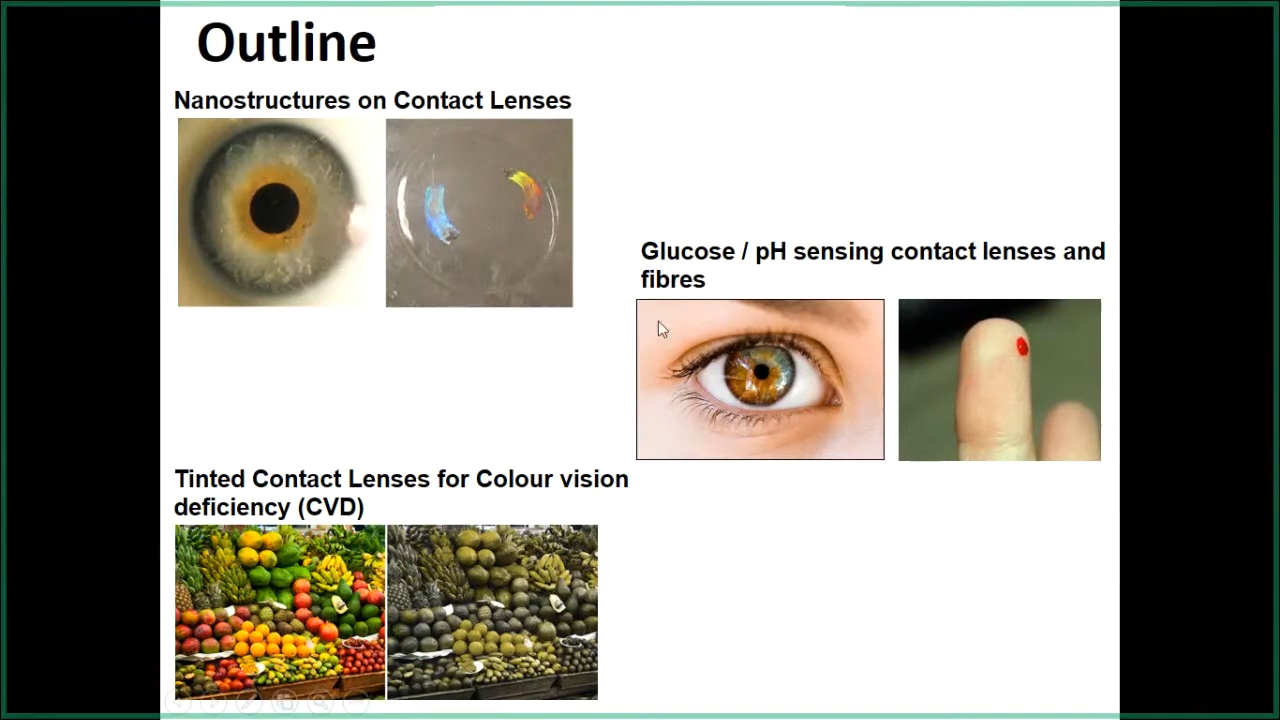 Outline
Nanostructures on Contact Lenses
Glucose / pH sensing contact lenses and
fibres
Tinted Contact Lenses for Colour vision
deficiency (CVD)